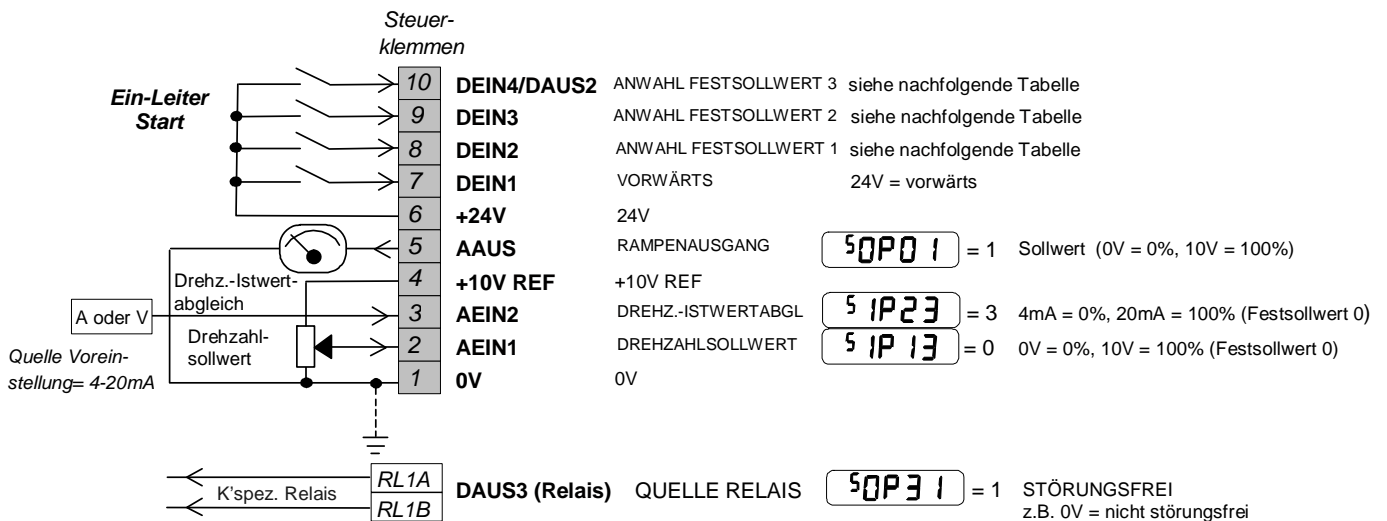 Steuer-
klemmen
Ein-Leiter
Start
10 DEIN4/DAUS2 ANWAHL FESTSOLLWERT 3 siehe nachfolgende Tabelle
9 DEIN3 ANWAHL FESTSOLLWERT 2 siehe nachfolgende Tabelle
8 DEIN2 ANWAHL FESTSOLLWERT 1 siehe nachfolgende Tabelle
7 DEIN1 VORWÄRTS 24V = vorwärts
6 +24V 24V
5 AAUS RAMPENAUSGANG SOP01 = 1 Sollwert (0V = 0%, 10V = 100%)
Drehz.-Istwert-
abgleich
4 +10V REF +10V REF
A oder V
3 AEIN2 DREHZ.-ISTWERTABGL SIP23 = 3 4mA = 0%, 20mA = 100% (Festsollwert 0)
Drehzahl-
sollwert
2 AEIN1 DREHZAHLSOLLWERT SIP13 = 0 0V = 0%, 10V = 100% (Festsollwert 0)
Quelle Vorein-
stellung= 4-20mA
1 0V 0V
K'spez. Relais
RL1A
RL1B
DAUS3 (Relais) QUELLE RELAIS SOP31 = 1 STÖRUNGSFREI
z.B. 0V = nicht störungsfrei